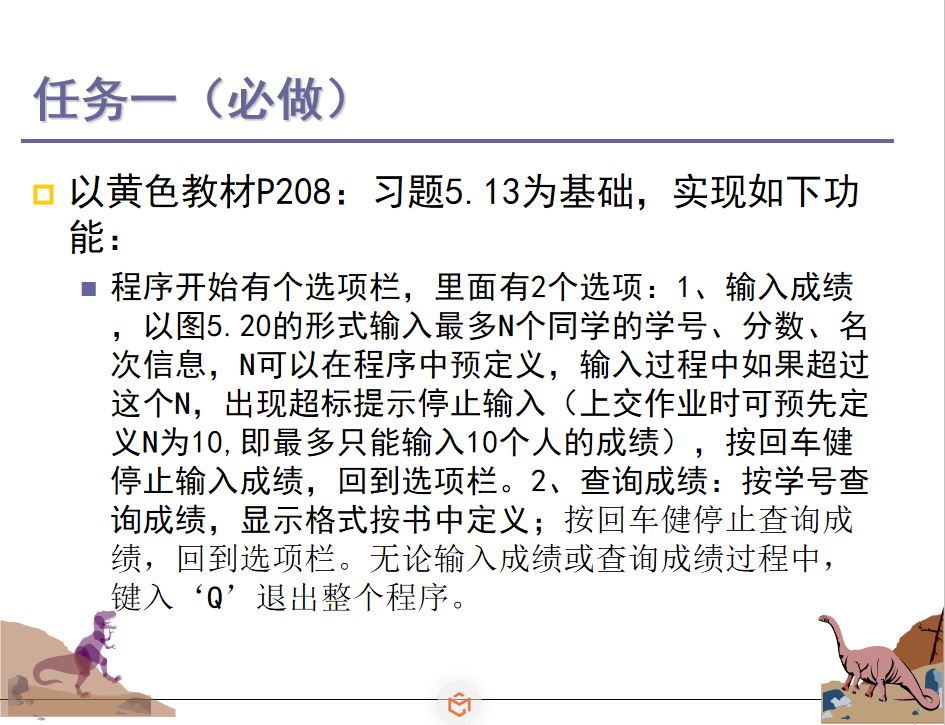 任务一（必做）
以黄色教材P208：习题5.13为基础，实现如下功
能：
程序开始有个选项栏，里面有2个选项：1、输入成绩
，以图5.20的形式输入最多N个同学的学号、分数、名
次信息，N可以在程序中预定义，输入过程中如果超过
这个N，出现超标提示停止输入（上交作业时可预先定
义N为10,即最多只能输入10个人的成绩），按回车健
停止输入成绩，回到选项栏。2、查询成绩：按学号查
询成绩，显示格式按书中定义；按回车健停止查询成
绩，回到选项栏。无论输入成绩或查询成绩过程中，
键入‘Q’退出整个程序。